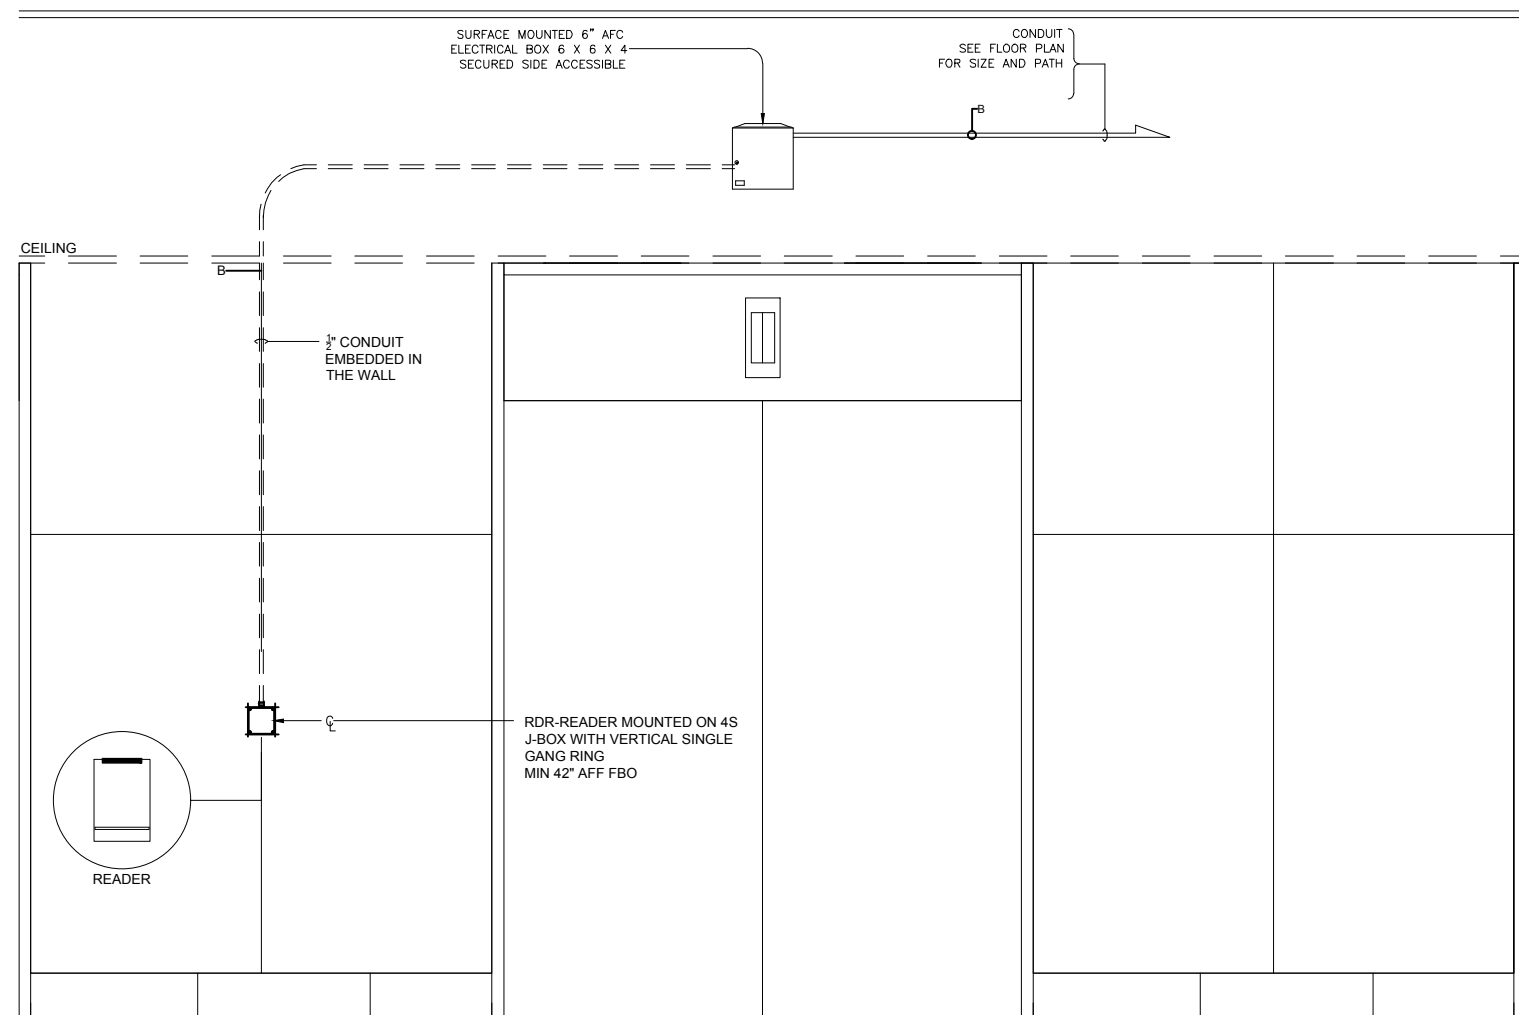 SURFACE MOUNTED 6" AFC
ELECTRICAL BOX 6 X 6 X 4
SECURED SIDE ACCESSIBLE
CONDUIT
SEE FLOOR PLAN
FOR SIZE AND PATH
B
CEILING
B
½" CONDUIT
EMBEDDED IN
THE WALL
℄
RDR-READER MOUNTED ON 4S
J-BOX WITH VERTICAL SINGLE
GANG RING
MIN 42" AFF FBO
READER